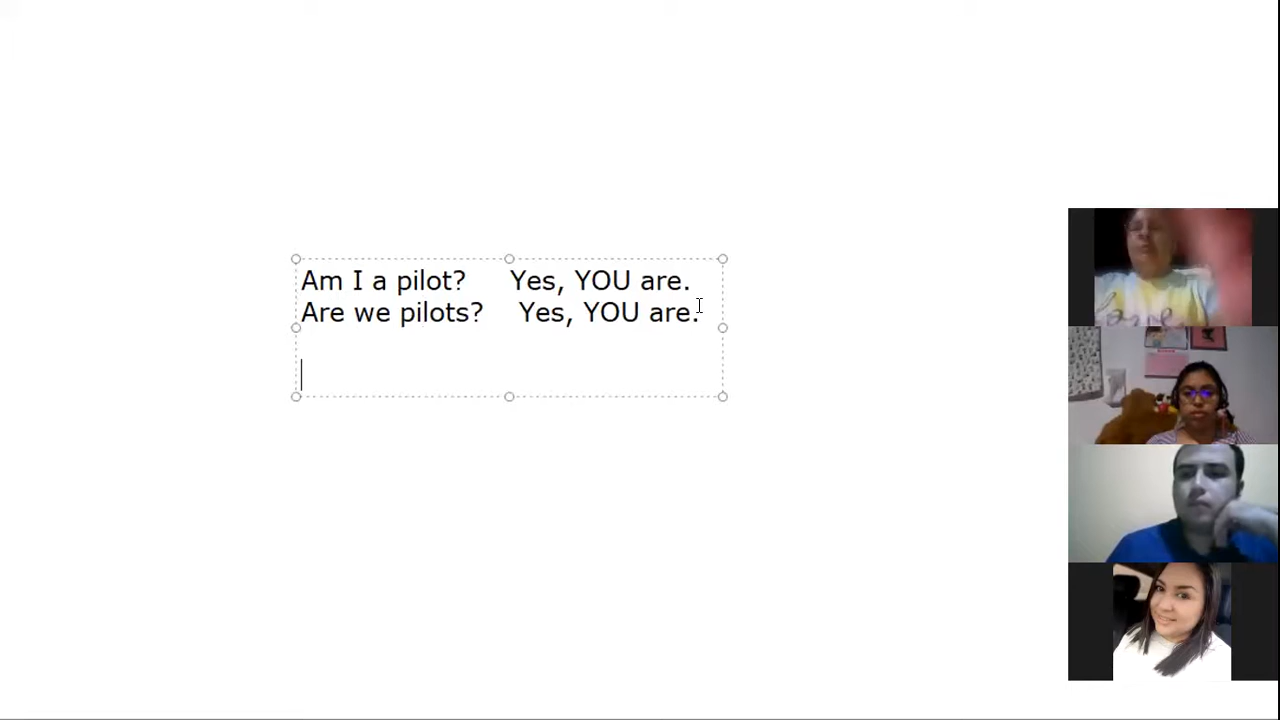 Am I a pilot? Yes, YOU are.
Are we pilots? Yes, YOU are.